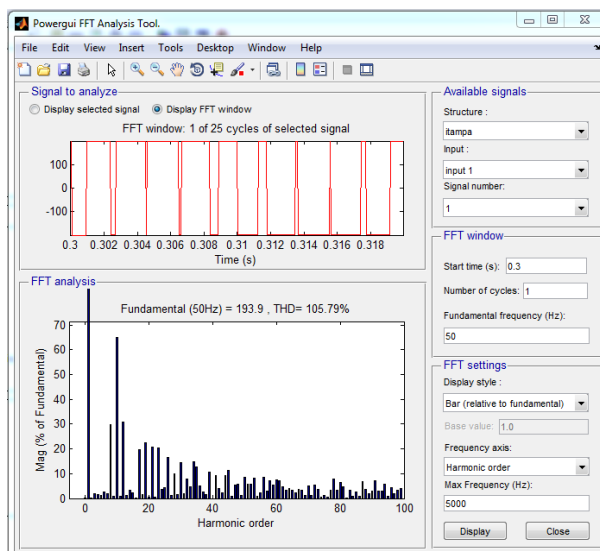 Powergui FFT Analysis Tool.
File Edit View Insert Tools Desktop Window Help
Signal to analyze
Display selected signal Display FFT window
FFT window: 1 of 25 cycles of selected signal
100
0
-100
0.3 0.302 0.304 0.306 0.308 0.31 0.312 0.314 0.316 0.318
Time (s)
FFT analysis
Fundamental (50Hz) = 193.9 , THD= 105.79%
70
60
50
40
30
20
10
0
Mag (% of Fundamental)
0 20 40 60 80 100
Harmonic order
Available signals
Structure :
itampa
Input :
input 1
Signal number:
1
FFT window
Start time (s): 0.3
Number of cycles: 1
Fundamental frequency (Hz):
50
FFT settings
Display style :
Bar (relative to fundamental)
Base value: 1.0
Frequency axis:
Harmonic order
Max Frequency (Hz):
5000
Display Close